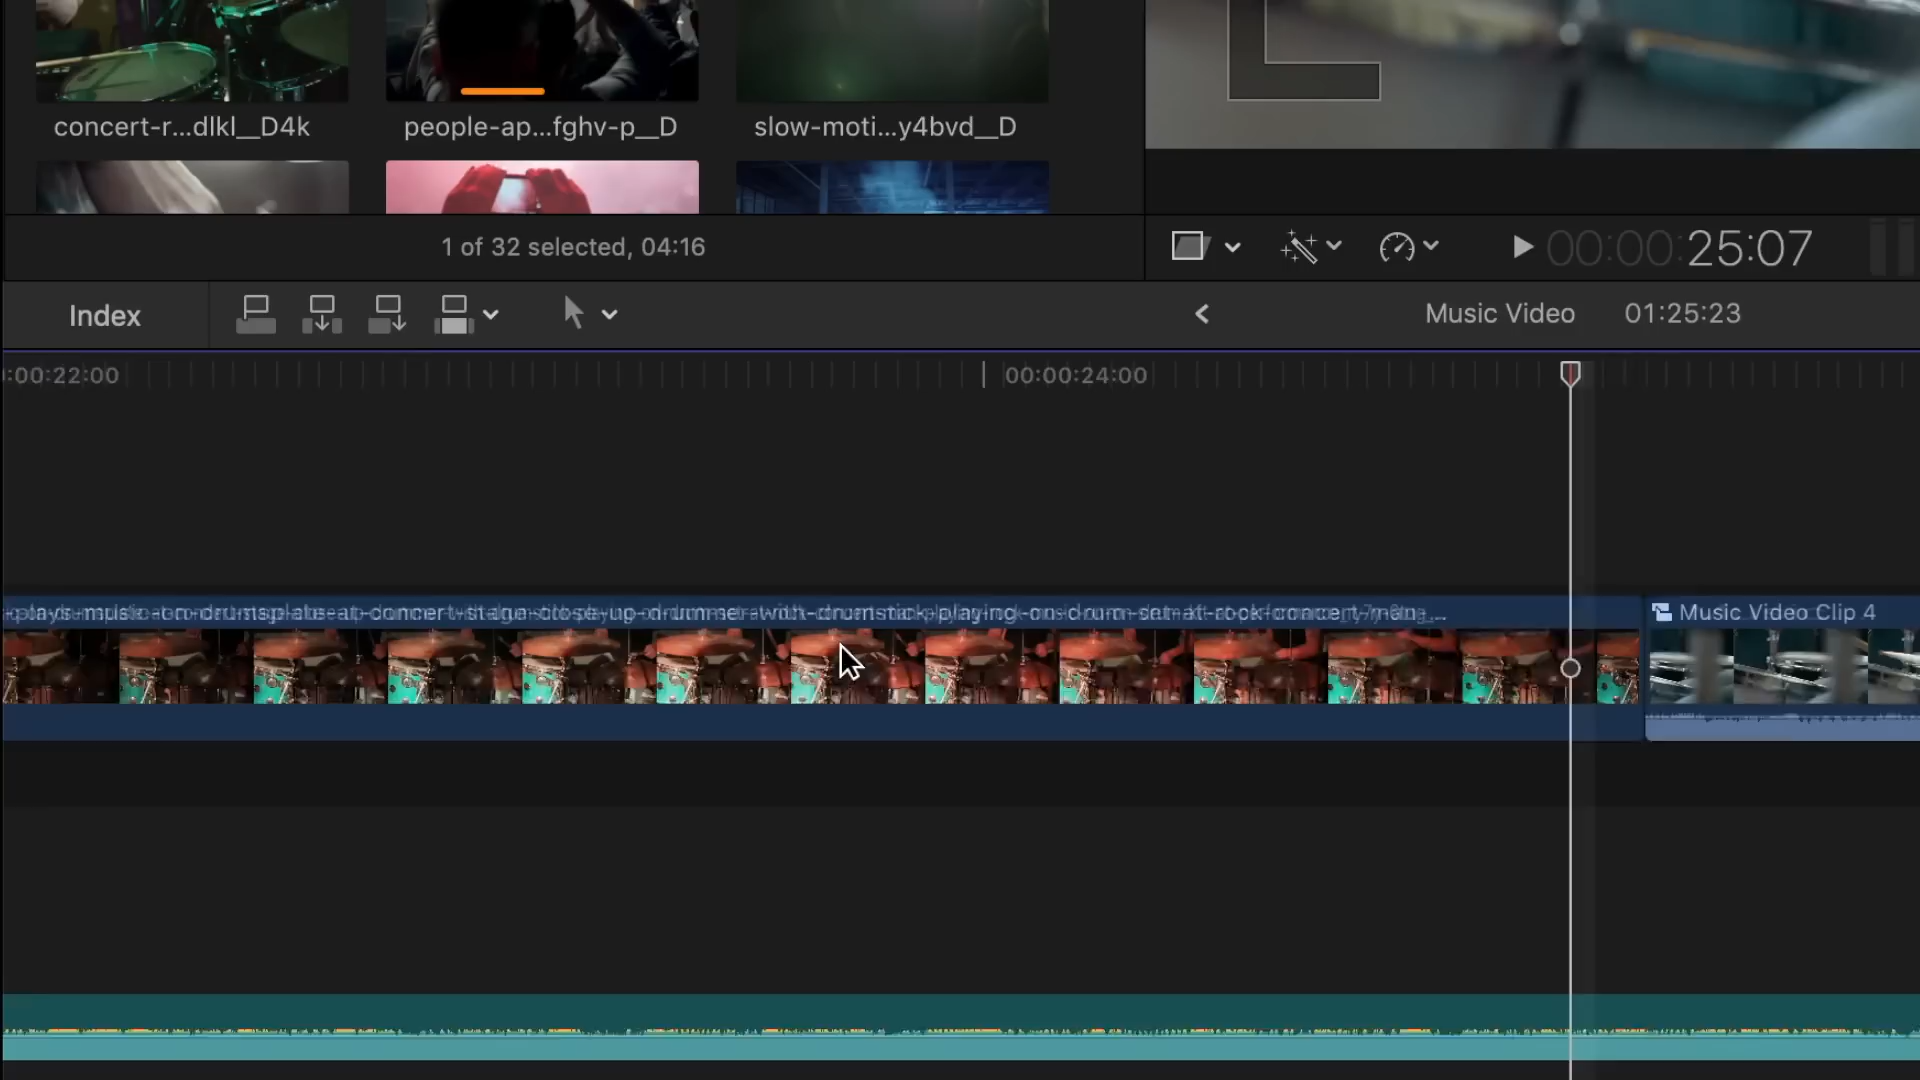 concert-r...dlkl__D4k
people-ap...fghv-p__D
slow-moti...y4bvd__D
1 of 32 selected, 04:16
00:00:25:07
Index
Music Video 01:25:23
:00:22:00
00:00:24:00
Music Video Clip 4